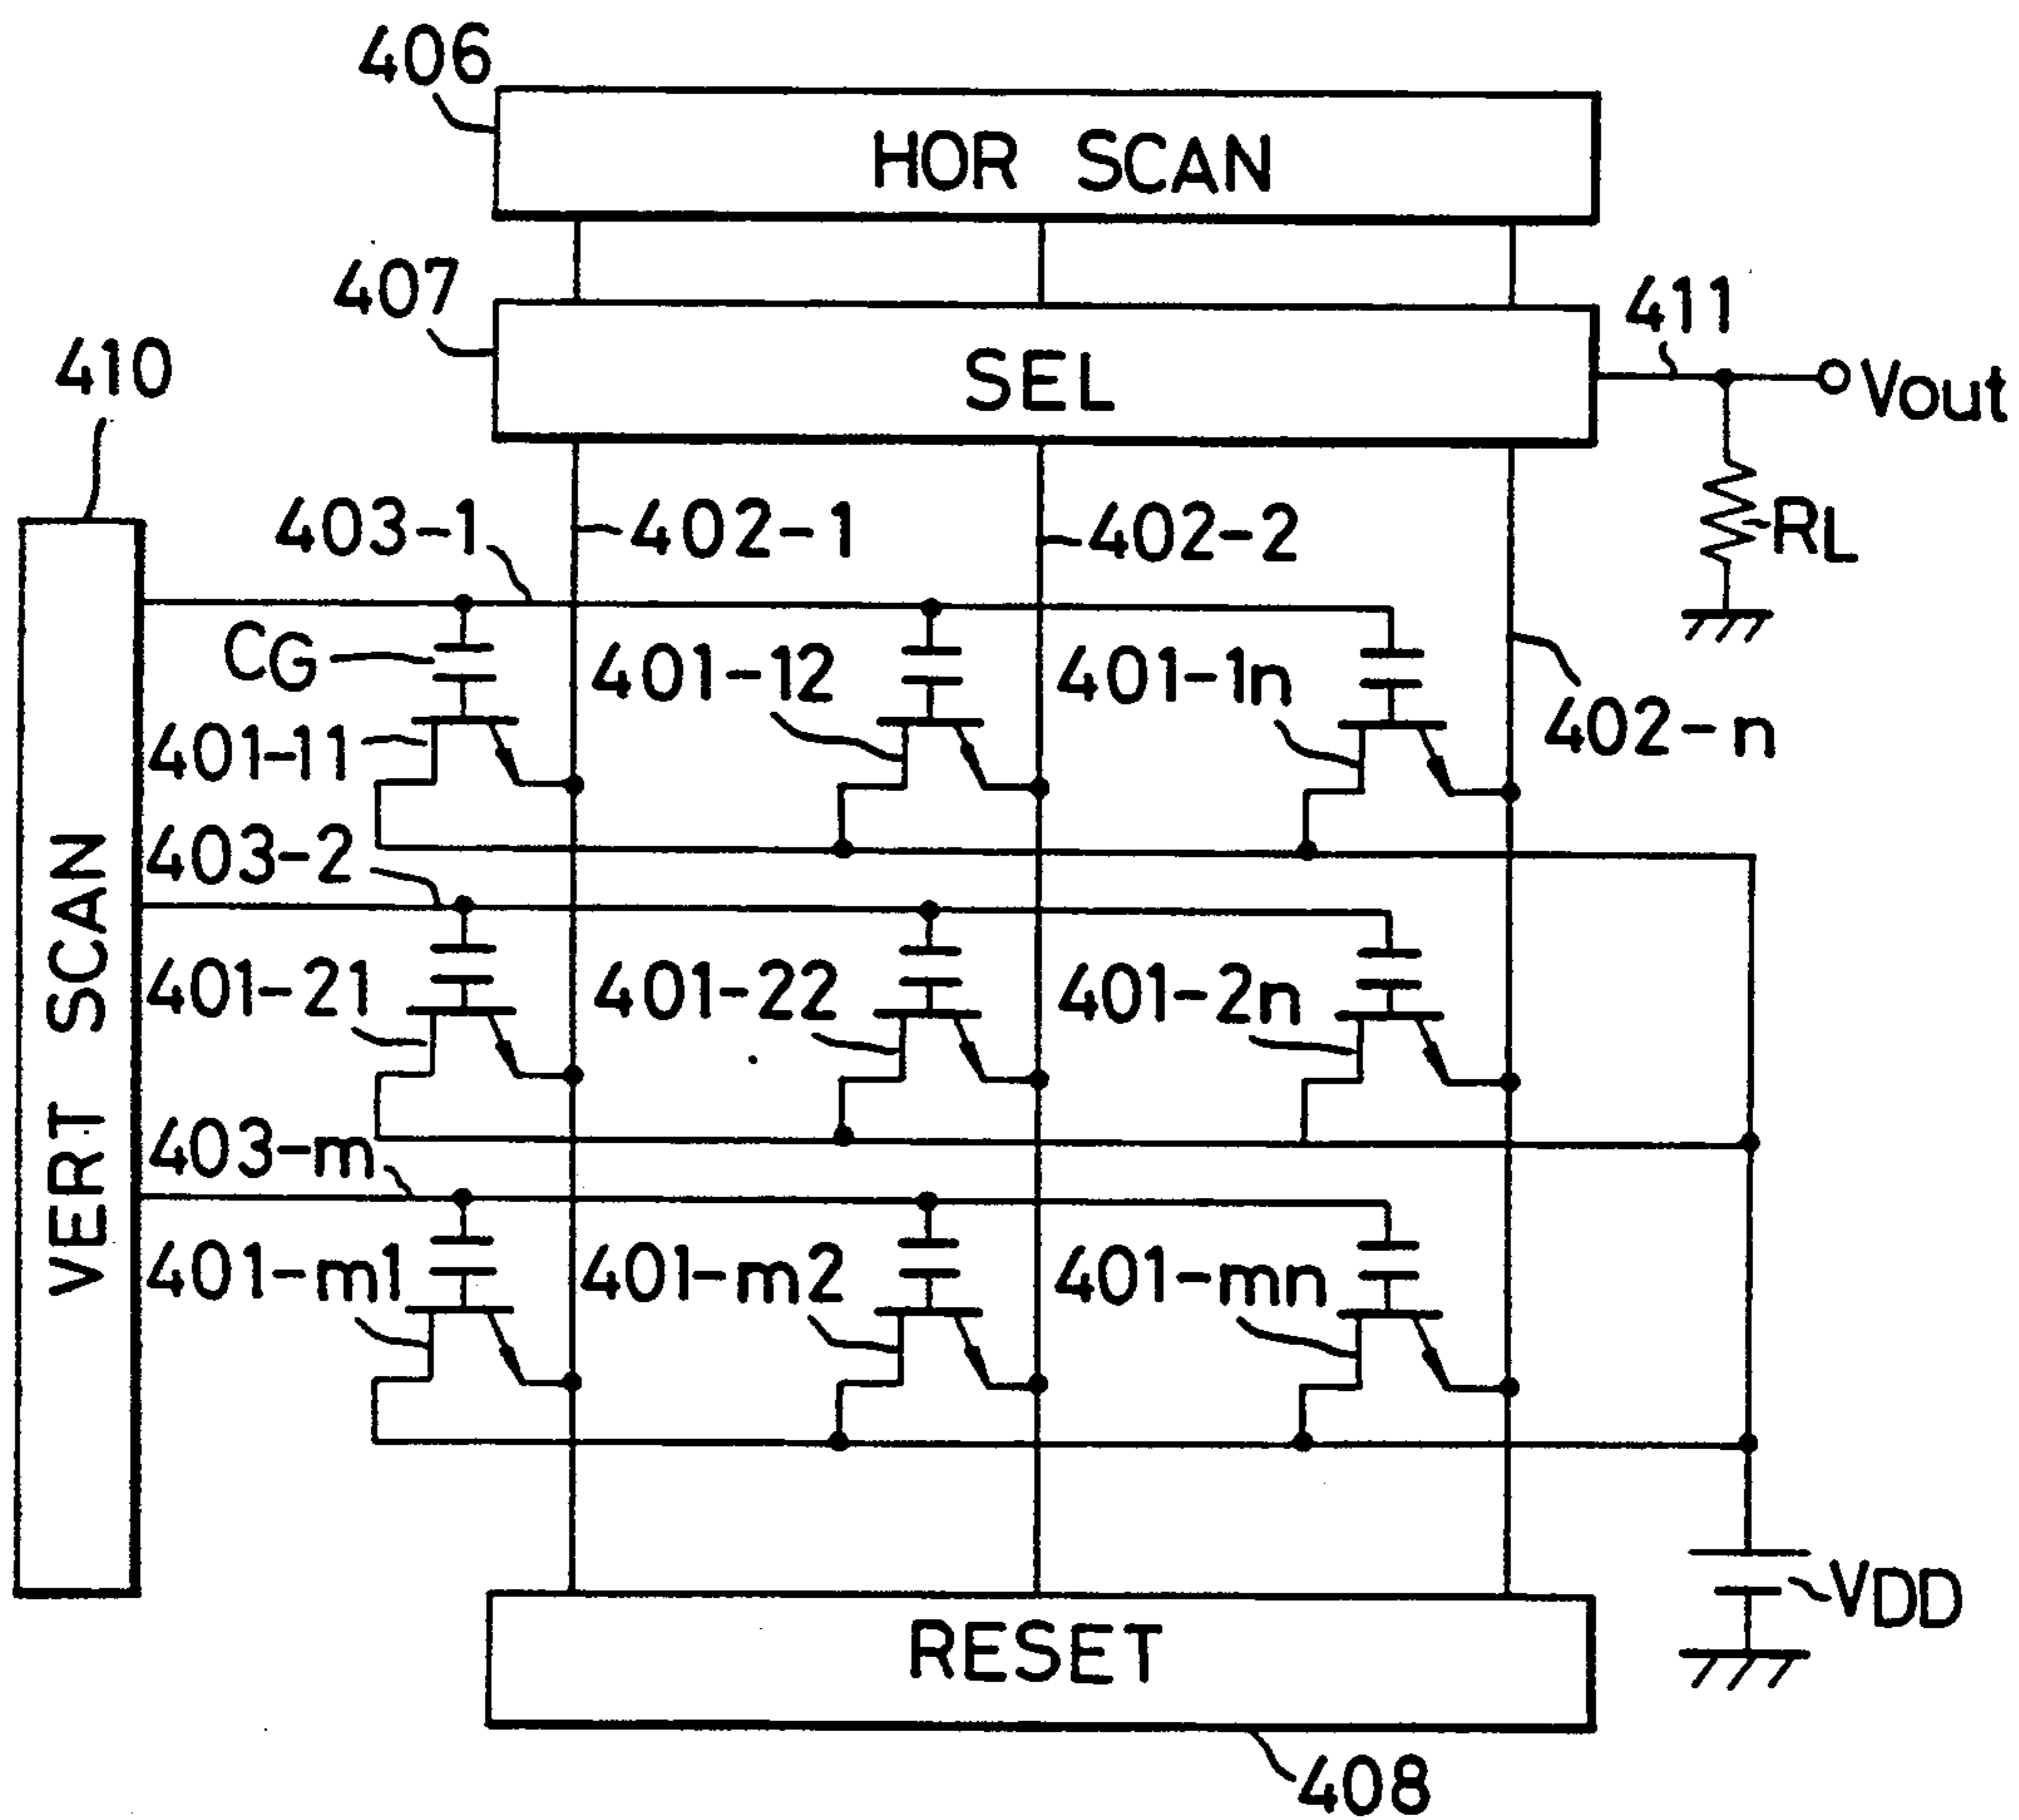 406
HOR SCAN
407
411
SEL
Vout
410
403-1
402-1
402-2
RL
CG
401-12
401-1n
402-n
401-11
403-2
VERT SCAN
401-21
401-22
401-2n
403-m
401-m1
401-m2
401-mn
VDD
RESET
408